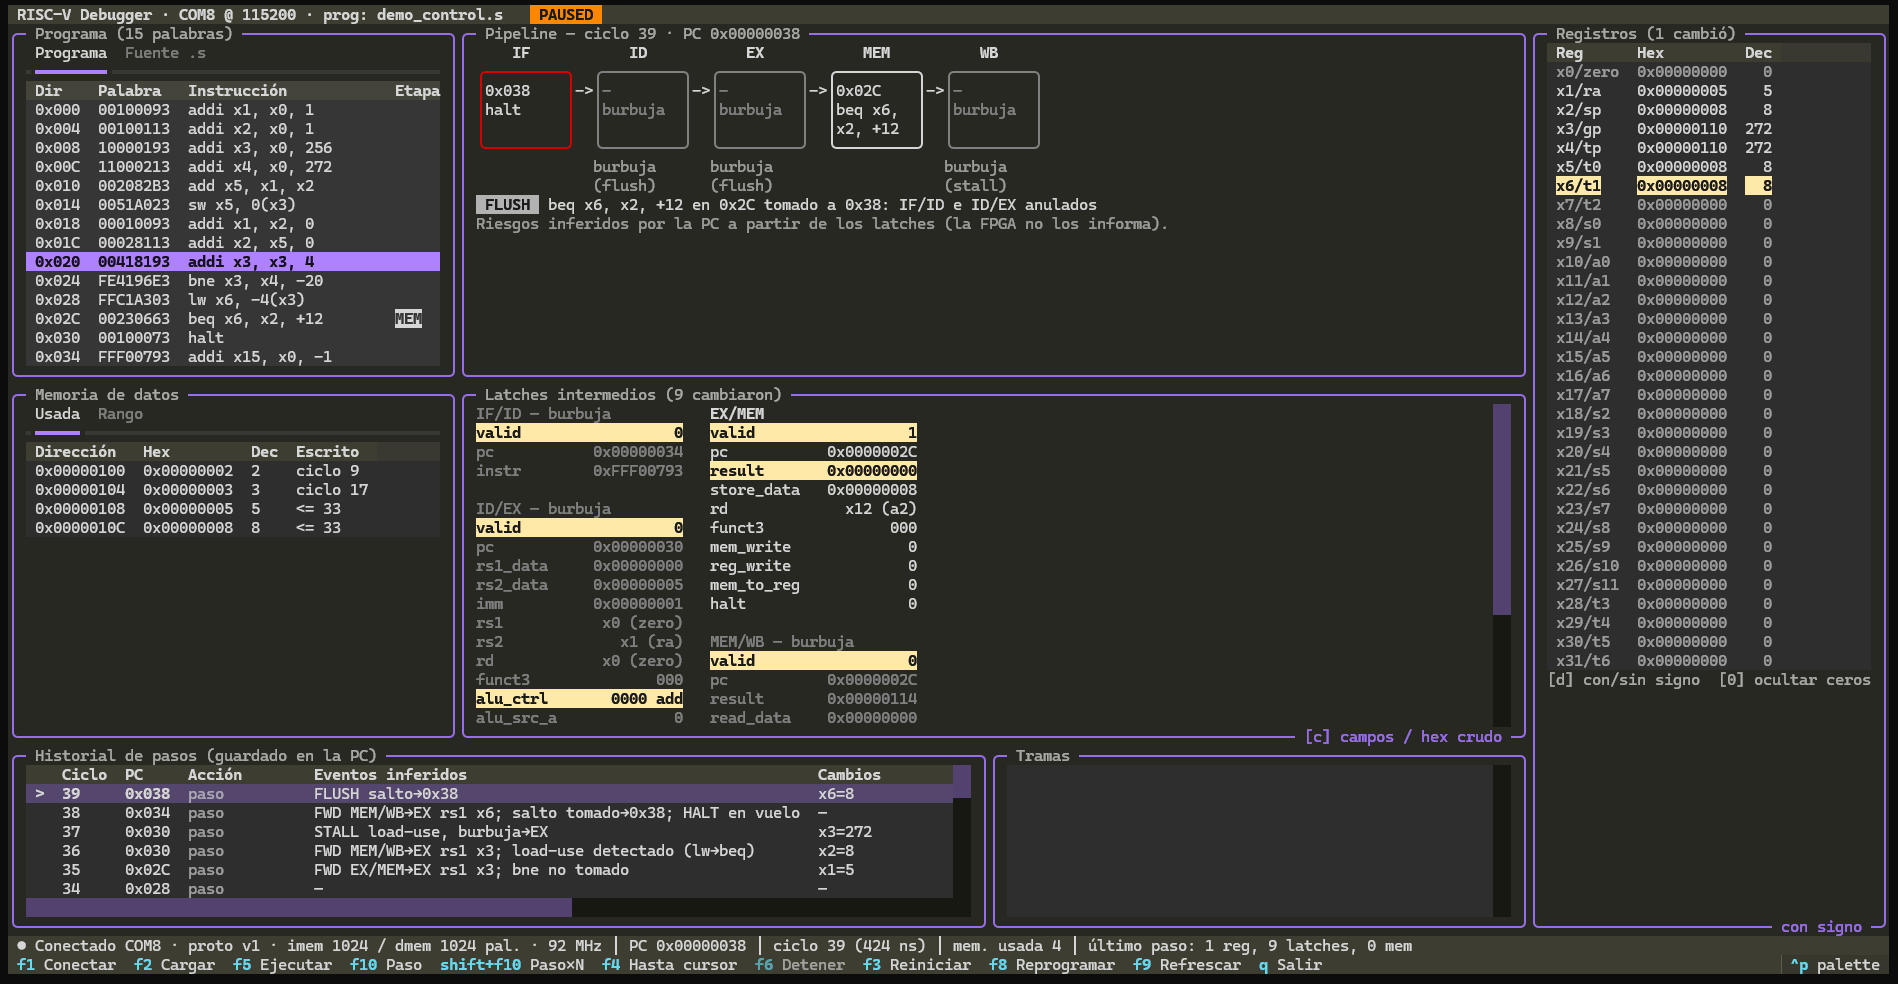 RISC-V Debugger · COM8 @ 115200 · prog: demo_control.s PAUSED
Programa (15 palabras)
Programa Fuente .s
Dir Palabra Instrucción Etapa
0x000 00100093 addi x1, x0, 1
0x004 00100113 addi x2, x0, 1
0x008 10000193 addi x3, x0, 256
0x00C 11000213 addi x4, x0, 272
0x010 002082B3 add x5, x1, x2
0x014 0051A023 sw x5, 0(x3)
0x018 00010093 addi x1, x2, 0
0x01C 00028113 addi x2, x5, 0
0x020 00418193 addi x3, x3, 4
0x024 FE4196E3 bne x3, x4, −20
0x028 FFC1A303 lw x6, −4(x3)
0x02C 00230663 beq x6, x2, +12 MEM
0x030 00100073 halt
0x034 FFF00793 addi x15, x0, −1
Pipeline — ciclo 39 · PC 0x00000038
IF ID EX MEM WB
0x038 —> — —> — —> 0x02C —> —
halt burbuja burbuja beq x6, burbuja
x2, +12
burbuja burbuja burbuja
(flush) (flush) (stall)
FLUSH beq x6, x2, +12 en 0x2C tomado a 0x38: IF/ID e ID/EX anulados
Riesgos inferidos por la PC a partir de los latches (la FPGA no los informa).
Registros (1 cambió)
Reg Hex Dec
x0/zero 0x00000000 0
x1/ra 0x00000005 5
x2/sp 0x00000008 8
x3/gp 0x00000110 272
x4/tp 0x00000110 272
x5/t0 0x00000008 8
x6/t1 0x00000008 8
x7/t2 0x00000000 0
x8/s0 0x00000000 0
x9/s1 0x00000000 0
x10/a0 0x00000000 0
x11/a1 0x00000000 0
x12/a2 0x00000000 0
x13/a3 0x00000000 0
x14/a4 0x00000000 0
x15/a5 0x00000000 0
x16/a6 0x00000000 0
x17/a7 0x00000000 0
x18/s2 0x00000000 0
x19/s3 0x00000000 0
x20/s4 0x00000000 0
x21/s5 0x00000000 0
x22/s6 0x00000000 0
x23/s7 0x00000000 0
x24/s8 0x00000000 0
x25/s9 0x00000000 0
x26/s10 0x00000000 0
x27/s11 0x00000000 0
x28/t3 0x00000000 0
x29/t4 0x00000000 0
x30/t5 0x00000000 0
x31/t6 0x00000000 0
[d] con/sin signo [0] ocultar ceros
con signo
Memoria de datos
Usada Rango
Dirección Hex Dec Escrito
0x00000100 0x00000002 2 ciclo 9
0x00000104 0x00000003 3 ciclo 17
0x00000108 0x00000005 5 <= 33
0x0000010C 0x00000008 8 <= 33
Latches intermedios (9 cambiaron)
IF/ID — burbuja
valid 0
pc 0x00000034
instr 0xFFF00793
ID/EX — burbuja
valid 0
pc 0x00000030
rs1_data 0x00000000
rs2_data 0x00000005
imm 0x00000001
rs1 x0 (zero)
rs2 x1 (ra)
rd x0 (zero)
funct3 000
alu_ctrl 0000 add
alu_src_a 0
EX/MEM
valid 1
pc 0x0000002C
result 0x00000000
store_data 0x00000008
rd x12 (a2)
funct3 000
mem_write 0
reg_write 0
mem_to_reg 0
halt 0
MEM/WB — burbuja
valid 0
pc 0x0000002C
result 0x00000114
read_data 0x00000000
[c] campos / hex crudo
Historial de pasos (guardado en la PC)
Ciclo PC Acción Eventos inferidos Cambios
> 39 0x038 paso FLUSH salto→0x38 x6=8
38 0x034 paso FWD MEM/WB→EX rs1 x6; salto tomado→0x38; HALT en vuelo —
37 0x030 paso STALL load-use, burbuja→EX x3=272
36 0x030 paso FWD MEM/WB→EX rs1 x3; load-use detectado (lw→beq) x2=8
35 0x02C paso FWD EX/MEM→EX rs1 x3; bne no tomado x1=5
34 0x028 paso — —
Tramas
● Conectado COM8 · proto v1 · imem 1024 / dmem 1024 pal. · 92 MHz │ PC 0x00000038 │ ciclo 39 (424 ns) │ mem. usada 4 │ último paso: 1 reg, 9 latches, 0 mem
f1 Conectar f2 Cargar f5 Ejecutar f10 Paso shift+f10 Paso×N f4 Hasta cursor f6 Detener f3 Reiniciar f8 Reprogramar f9 Refrescar q Salir ^p palette